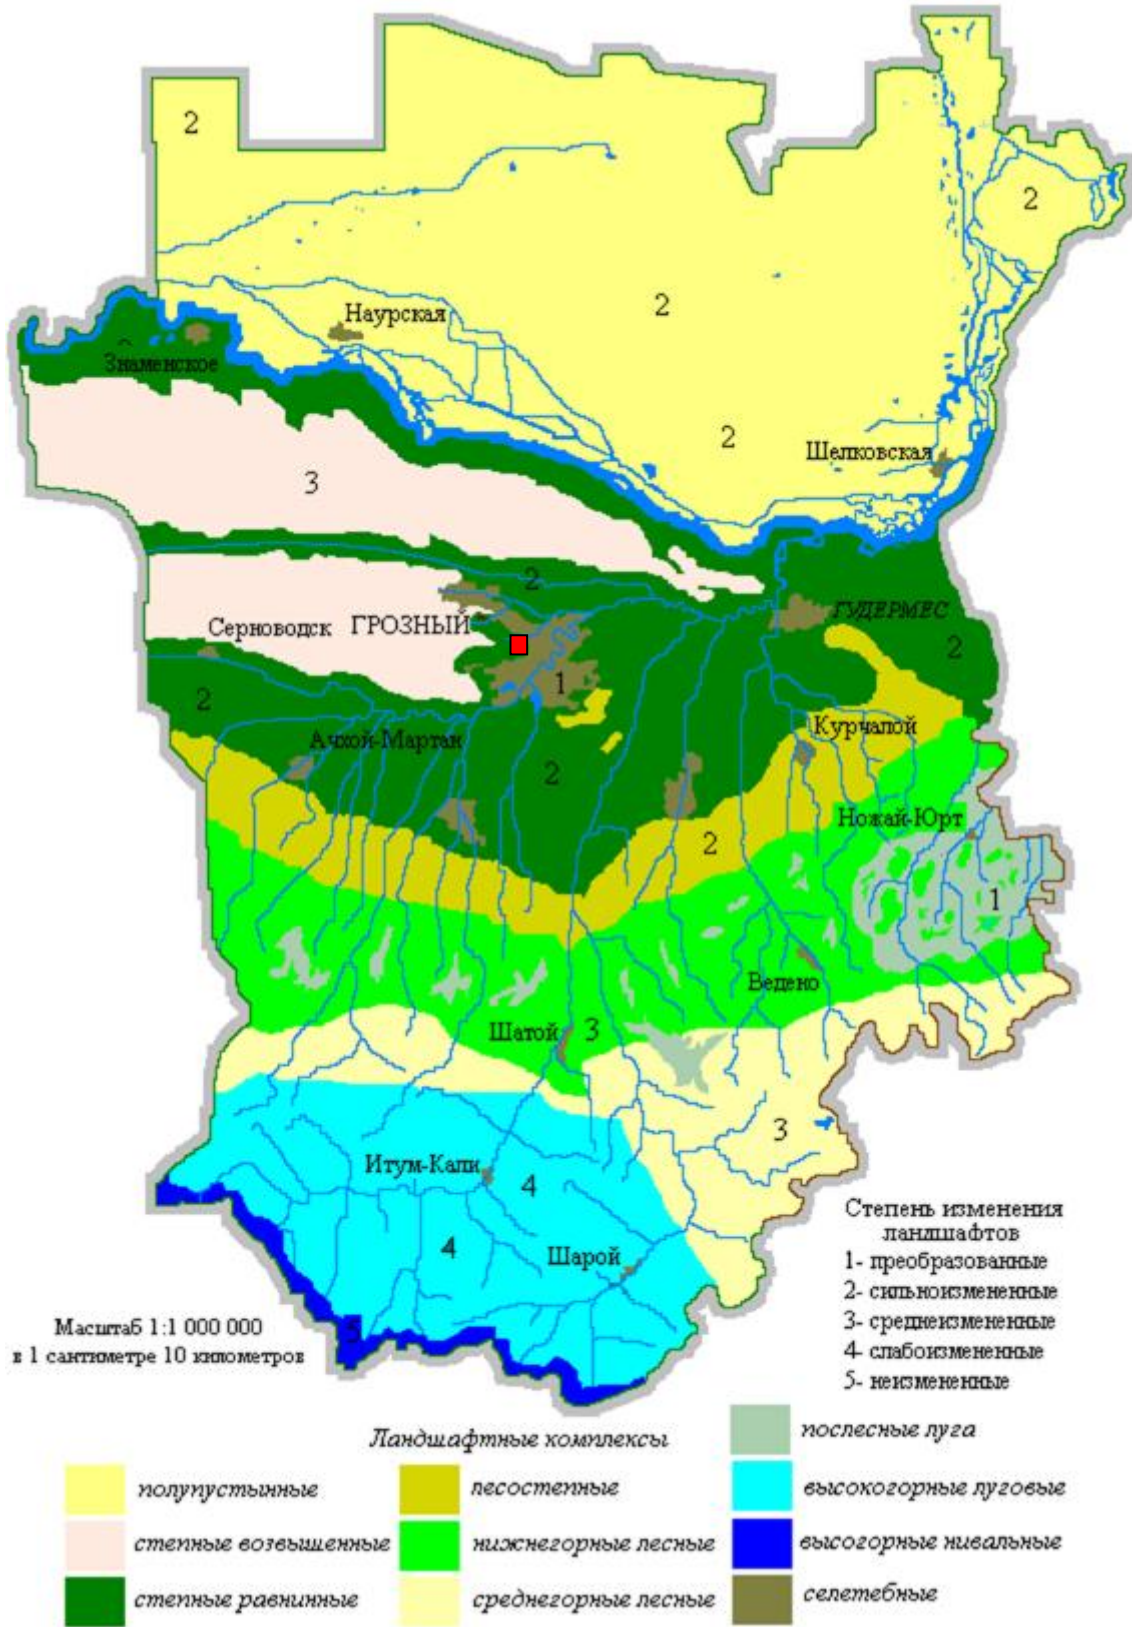 2
2
2
Наурская
Знаменское
2
Шелковская
3
2
ГУДЕРМЕС
Серноводск
ГРОЗНЫЙ
2
2
1
Ачхой-Мартан
Курчалой
2
Ножай-Юрт
2
1
Ведено
Шатой
3
3
Итум-Кали
4
4
Шарой
5
Степень изменения
ландшафтов
1- преобразованные
2- сильноизмененные
3- среднеизмененные
4- слабоизмененные
5- неизмененные
Масштаб 1:1 000 000
в 1 сантиметре 10 километров
Ландшафтные комплексы
полупустынные
степные возвышенные
степные равнинные
лесостепные
нижнегорные лесные
среднегорные лесные
послесные луга
высокогорные луговые
высогорные нивальные
селетебные